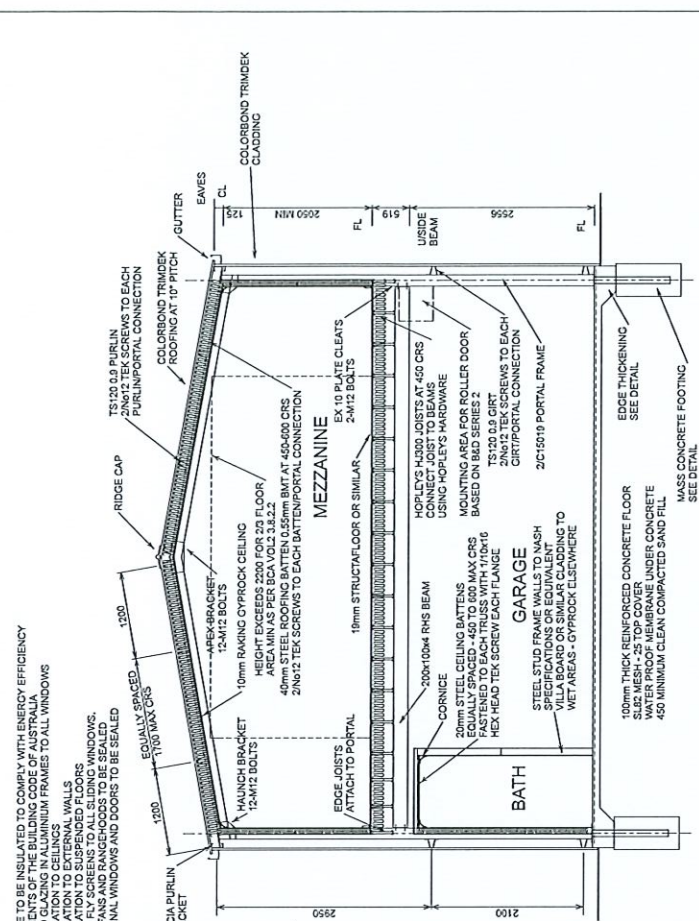 E TO BE INSULATED TO COMPLY WITH ENERGY EFFICIENCY
ENTS OF THE BUILDING CODE OF AUSTRALIA
GLAZING IN ALUMINIUM FRAMES TO ALL WINDOWS
ATION TO CEILINGS
ATION TO EXTERNAL WALLS
ATION TO SUSPENDED FLOORS
FLY SCREENS TO ALL SLIDING WINDOWS.
FANS AND RANGEHOODS TO BE SEALED
NAL WINDOWS AND DOORS TO BE SEALED
1200
EQUALLY SPACED
1700 MAX CRS
1200
RIDGE CAP
TS120 0.9 PURLIN
2/No12 TEK SCREWS TO EACH
PURLIN/PORTAL CONNECTION
COLORBOND TRIMDEK
ROOFING AT 10° PITCH
GUTTER
EAVES
CL
COLORBOND TRIMDEK
CLADDING
CIA PURLIN
CKET
HAUNCH BRACKET
12-M12 BOLTS
APEX-BRACKET
12-M12 BOLTS
10mm RAKING GYPROCK CEILING
HEIGHT EXCEEDS 2200 FOR 2/3 FLOOR
AREA MIN AS PER BCA VOL2 3.8.2.2
40mm STEEL ROOFING BATTEN 0.55mm BMT AT 450-600 CRS
2/No12 TEK SCREWS TO EACH BATTEN/PORTAL CONNECTION
MEZZANINE
125
2050 MIN
FL
519
U/SIDE
BEAM
2556
FL
2950
2100
EDGE JOISTS
ATTACH TO PORTAL
19mm STRUCTAFLOOR OR SIMILAR
EX 10 PLATE CLEATS
2-M12 BOLTS
200x100x4 RHS BEAM
CORNICE
HOPLEYS HJ300 JOISTS AT 450 CRS
CONNECT JOIST TO BEAMS
USING HOPLEYS HARDWARE
MOUNTING AREA FOR ROLLER DOOR
BASED ON B&D SERIES 2
20mm STEEL CEILING BATTENS
EQUALLY SPACED - 450 TO 600 MAX CRS
FASTENED TO EACH TRUSS WITH 1/10x16
HEX HEAD TEK SCREW EACH FLANGE
TS120 0.9 GIRT
2/No12 TEK SCREWS TO EACH
GIRT/PORTAL CONNECTION
2/C15019 PORTAL FRAME
BATH
GARAGE
STEEL STUD FRAME WALLS TO NASH
SPECIFICATIONS OR EQUIVALENT
VILLABOARD OR SIMILAR CLADDING TO
WET AREAS - GYPROCK ELSEWHERE
100mm THICK REINFORCED CONCRETE FLOOR
SL82 MESH - 25 TOP COVER
WATER PROOF MEMBRANE UNDER CONCRETE
450 MINIMUM CLEAN COMPACTED SAND FILL
EDGE THICKENING
SEE DETAIL
MASS CONCRETE FOOTING
SEE DETAIL